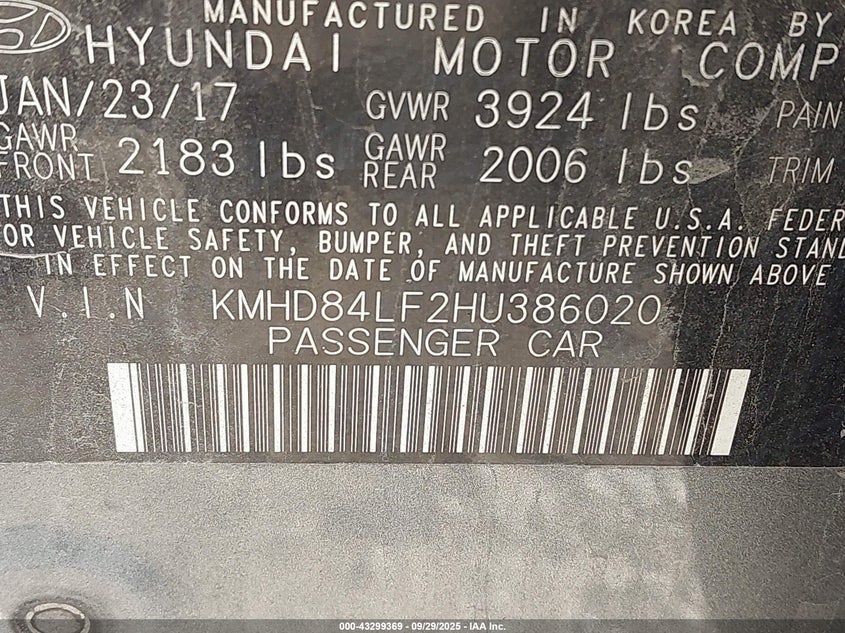 MANUFACTURED IN KOREA BY
HYUNDAI MOTOR COMP
JAN/23/17 GVWR 3924 lbs PAIN
GAWR FRONT 2183 lbs GAWR REAR 2006 lbs TRIM
THIS VEHICLE CONFORMS TO ALL APPLICABLE U.S.A. FEDER
FOR VEHICLE SAFETY, BUMPER, AND THEFT PREVENTION STAND
IN EFFECT ON THE DATE OF MANUFACTURE SHOWN ABOVE
V.I.N KMHD84LF2HU386020
PASSENGER CAR
000-43299369 - 09/29/2025 - IAA Inc.